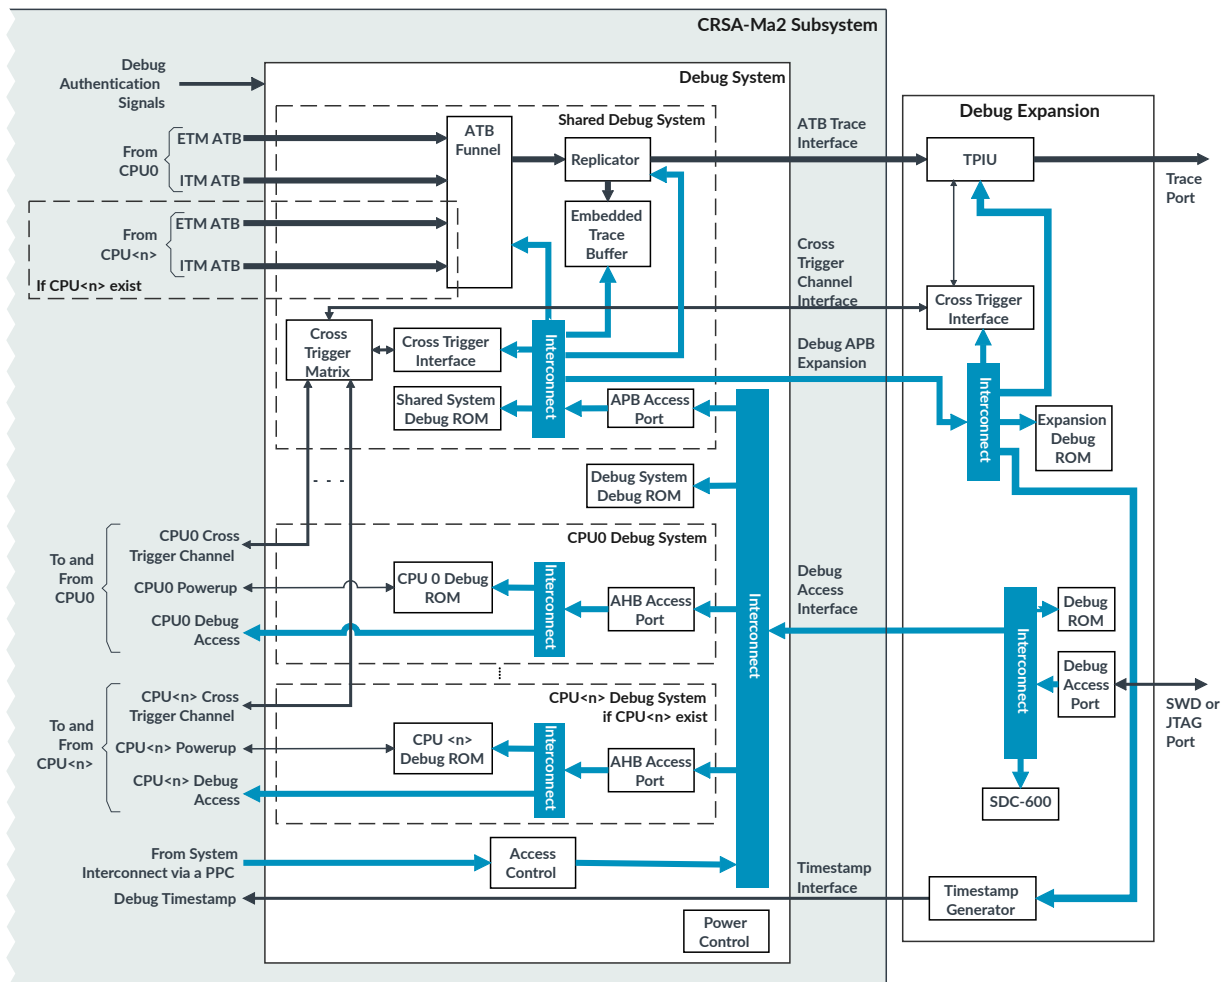 CRSA-Ma2 Subsystem
Debug System
Debug
Authentication
Signals
Shared Debug System
ETM ATB
From
CPU0
ITM ATB
ETM ATB
From
CPU<n>
ITM ATB
If CPU<n> exist
ATB
Funnel
Replicator
Embedded
Trace
Buffer
Cross
Trigger
Matrix
Cross Trigger
Interface
Interconnect
Shared System
Debug ROM
APB Access
Port
Debug System
Debug ROM
Interconnect
CPU0 Debug System
CPU0 Cross
Trigger Channel
To and
From
CPU0
CPU0 Powerup
CPU0 Debug
Access
CPU 0 Debug
ROM
Interconnect
AHB Access
Port
CPU<n> Debug System
if CPU<n> exist
CPU<n> Cross
Trigger Channel
To and
From
CPU<n>
CPU<n> Powerup
CPU<n> Debug
Access
CPU <n>
Debug ROM
Interconnect
AHB Access
Port
From System
Interconnect via a PPC
Access
Control
Debug Timestamp
Power
Control
ATB Trace
Interface
Cross
Trigger
Channel
Interface
Debug APB
Expansion
Debug
Access
Interface
Timestamp
Interface
Debug Expansion
TPIU
Trace
Port
Cross Trigger
Interface
Interconnect
Expansion
Debug
ROM
Interconnect
Debug
ROM
Debug
Access
Port
SWD or
JTAG
Port
SDC-600
Timestamp
Generator